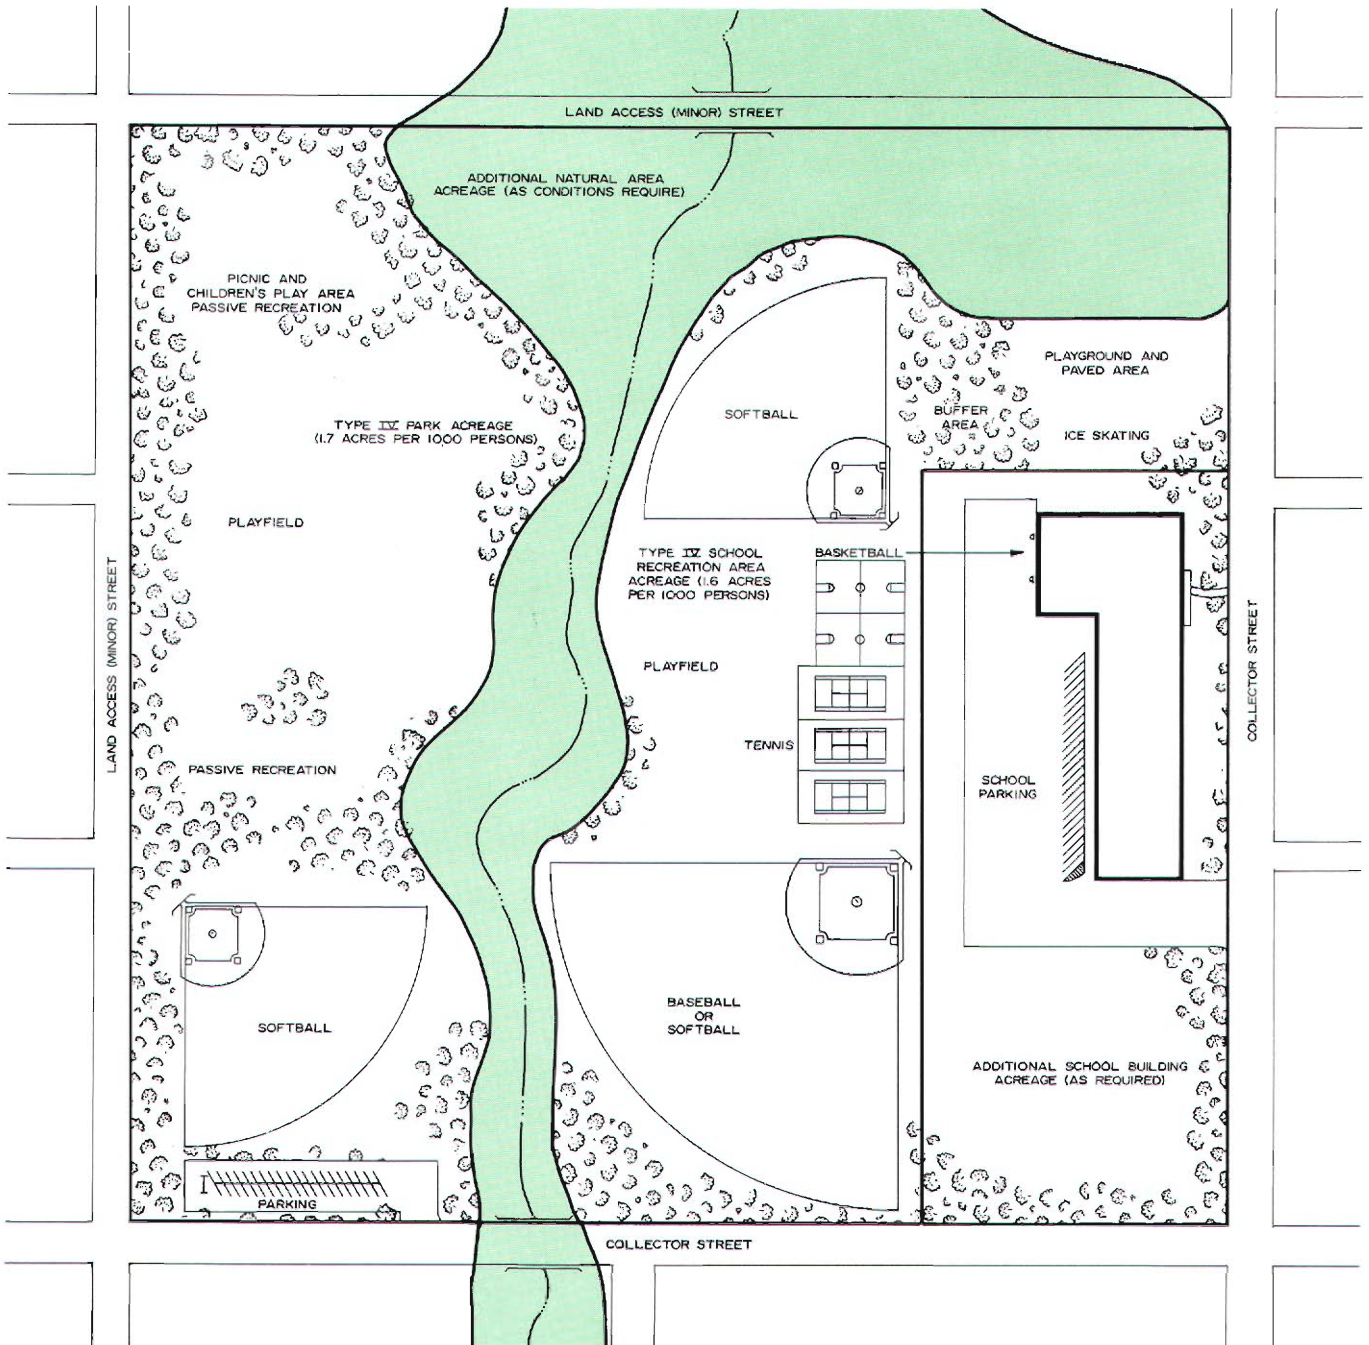 LAND ACCESS (MINOR) STREET
ADDITIONAL NATURAL AREA
ACREAGE (AS CONDITIONS REQUIRE)
PICNIC AND
CHILDREN'S PLAY AREA
PASSIVE RECREATION
PLAYGROUND AND
PAVED AREA
SOFTBALL
BUFFER
AREA
ICE SKATING
TYPE IV PARK ACREAGE
(1.7 ACRES PER 1000 PERSONS)
PLAYFIELD
TYPE IV SCHOOL
RECREATION AREA
ACREAGE (1.6 ACRES
PER 1000 PERSONS)
BASKETBALL
LAND ACCESS (MINOR) STREET
COLLECTOR STREET
PLAYFIELD
TENNIS
PASSIVE RECREATION
SCHOOL
PARKING
SOFTBALL
BASEBALL
OR
SOFTBALL
ADDITIONAL SCHOOL BUILDING
ACREAGE (AS REQUIRED)
PARKING
COLLECTOR STREET